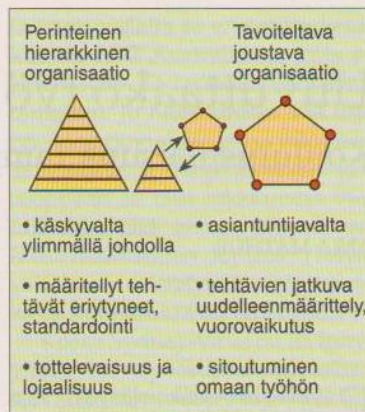 Perinteinen
hierarkkinen
organisaatio
Tavoiteltava
joustava
organisaatio
• käskyvalta
ylimmällä johdolla
• määritellyt teh-
tävät eriytyneet,
standardointi
• tottelevaisuus ja
lojaalisuus
• asiantuntijavalta
• tehtävien jatkuva
uudelleenmäärittely,
vuorovaikutus
• sitoutuminen
omaan työhön